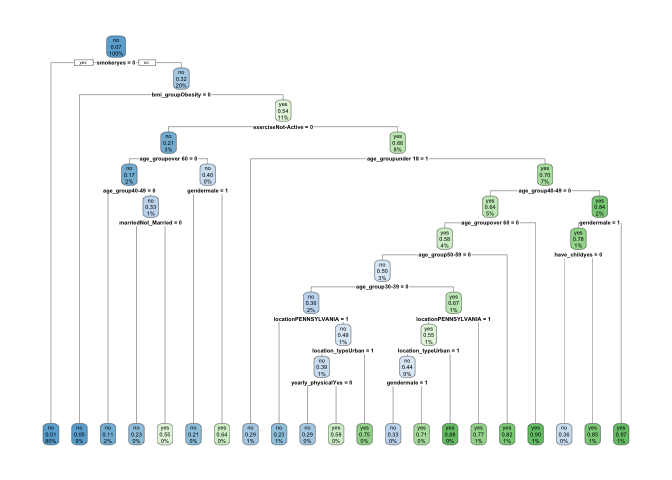 no
0.07
100%
yes smokeryes = 0 no
no
0.32
20%
bmi_groupObesity = 0
yes
0.54
11%
exerciseNot-Active = 0
no
0.21
3%
yes
0.66
8%
age_groupover 60 = 0
age_groupunder 18 = 1
no
0.17
2%
no
0.40
0%
yes
0.70
7%
age_group40-49 = 0
gendermale = 1
age_group40-49 = 0
no
0.33
1%
yes
0.64
5%
yes
0.84
2%
marriedNot_Married = 0
age_groupover 60 = 0
gendermale = 1
yes
0.58
4%
yes
0.76
1%
age_group50-59 = 0
have_childyes = 0
no
0.50
3%
age_group30-39 = 0
no
0.36
2%
yes
0.67
1%
locationPENNSYLVANIA = 1
locationPENNSYLVANIA = 1
no
0.49
1%
yes
0.55
1%
location_typeUrban = 1
location_typeUrban = 1
no
0.39
1%
no
0.44
0%
yearly_physicalYes = 0
gendermale = 1
no no no no yes no yes no no no yes yes no yes yes yes yes yes no yes yes
0.01 0.05 0.11 0.23 0.55 0.21 0.64 0.29 0.23 0.29 0.58 0.75 0.33 0.71 0.88 0.77 0.82 0.90 0.36 0.85 0.97
80% 9% 2% 0% 0% 0% 0% 1% 1% 0% 0% 0% 0% 0% 0% 1% 1% 1% 0% 1% 1%